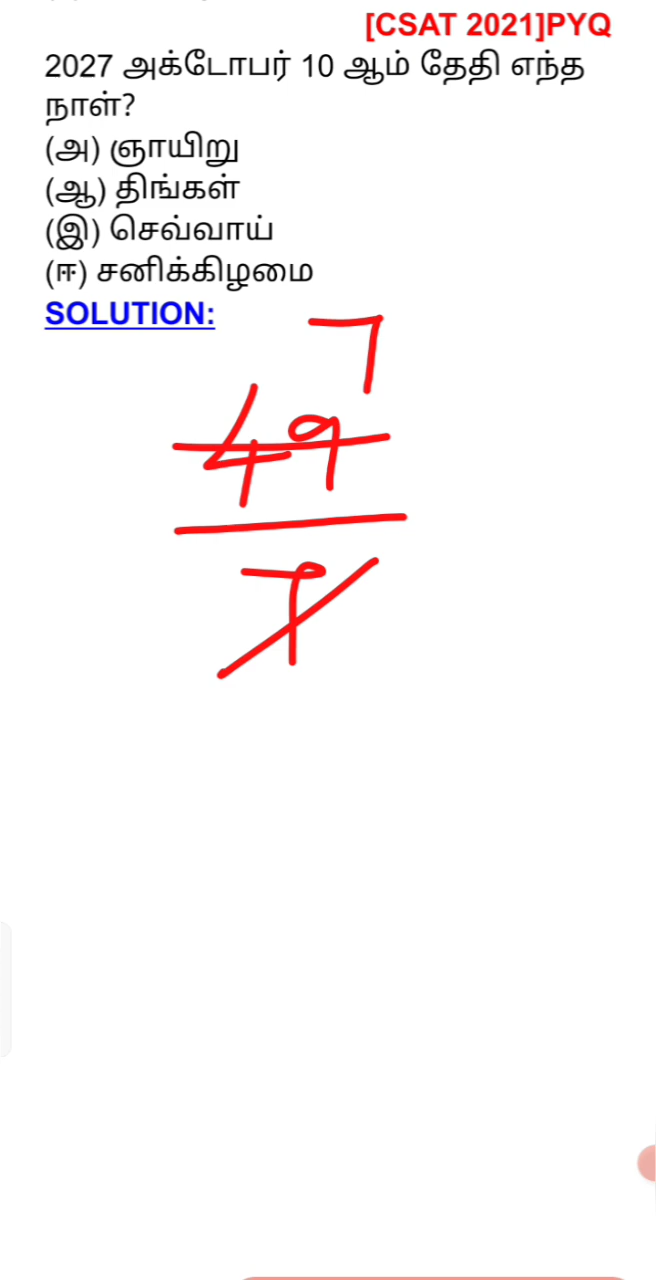 [CSAT 2021]PYQ
2027 அக்டோபர் 10 ஆம் தேதி எந்த
நாள்?
(அ) ஞாயிறு
(ஆ) திங்கள்
(இ) செவ்வாய்
(ஈ) சனிக்கிழமை
SOLUTION:
7
49
7